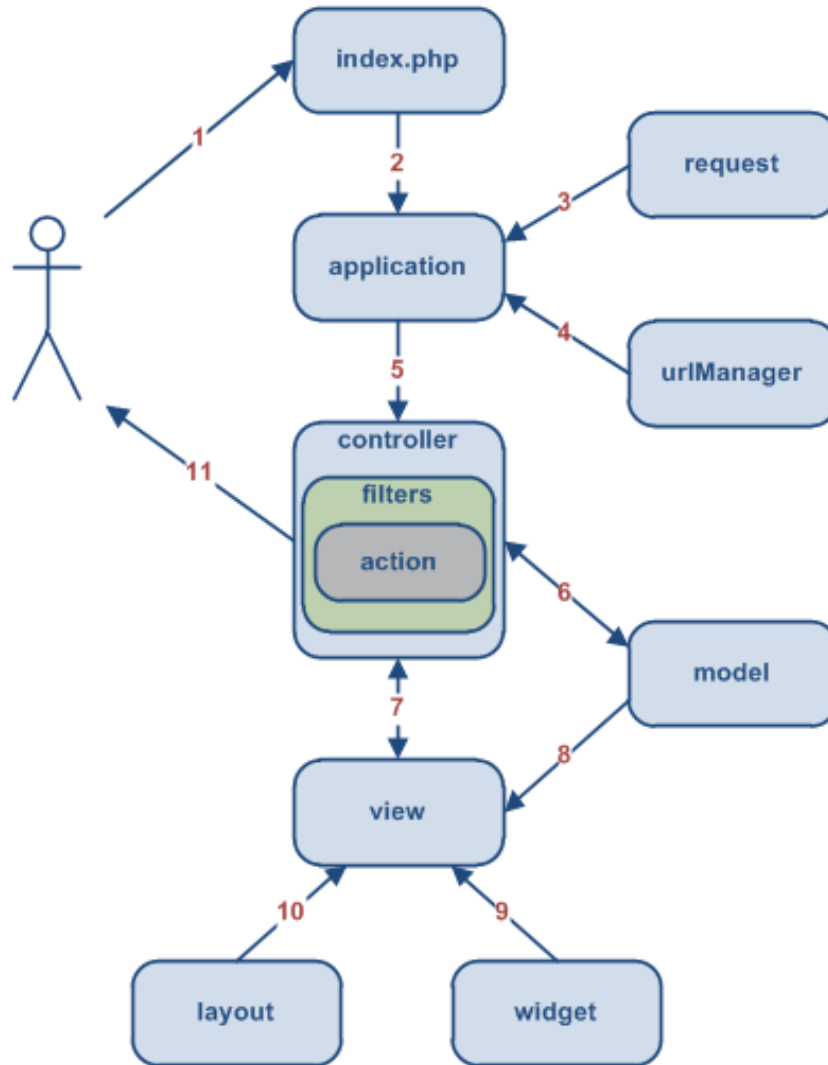 index.php
1
2
request
3
application
4
urlManager
5
controller
filters
11
action
6
model
7
8
view
10
9
layout
widget